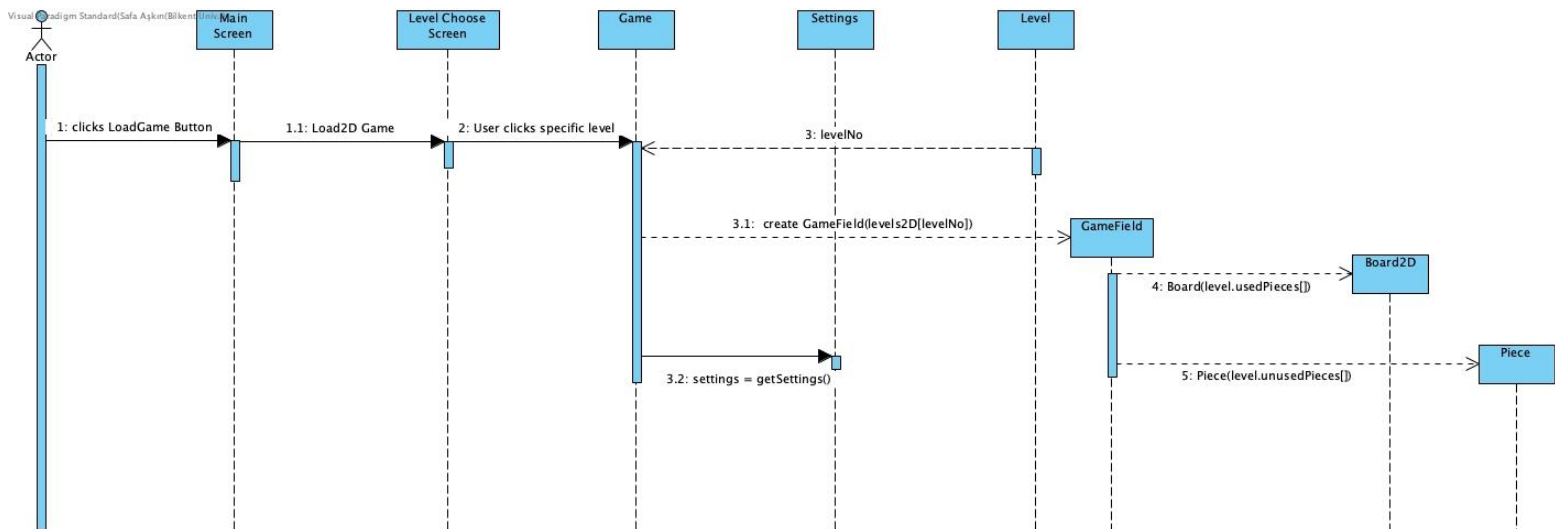 Visual Paradigm Standard(Safa Aşkın(Bilkent Univ.
Main
Screen
Level Choose
Screen
Game
Settings
Level
Actor
1: clicks LoadGame Button
1.1: Load2D Game
2: User clicks specific level
3: levelNo
3.1: create GameField(levels2D[levelNo])
GameField
Board2D
4: Board(level.usedPieces[])
Piece
3.2: settings = getSettings()
5: Piece(level.unusedPieces[])